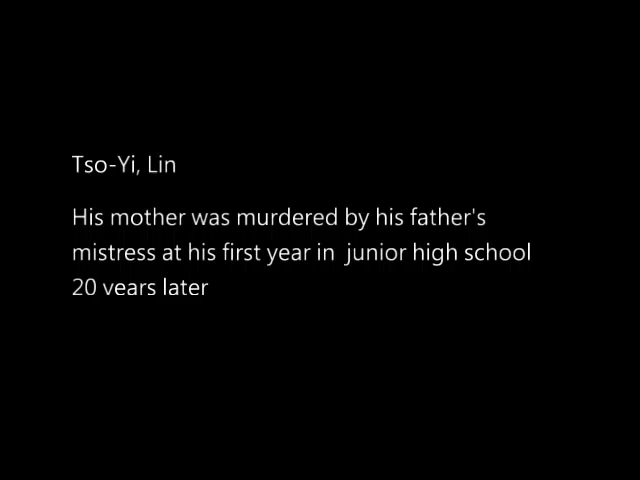 Tso-Yi, Lin
His mother was murdered by his father's
mistress at his first year in  junior high school
20 years later